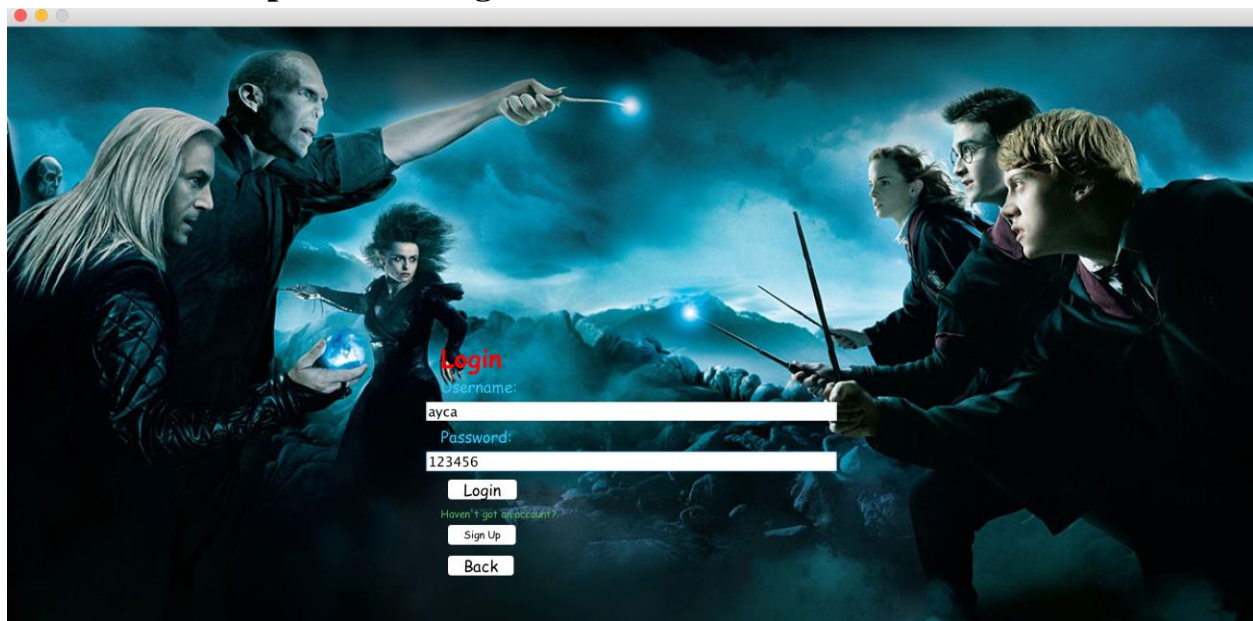 Login
Username:
ayca
Password:
123456
Login
Haven't got an account?
Sign Up
Back